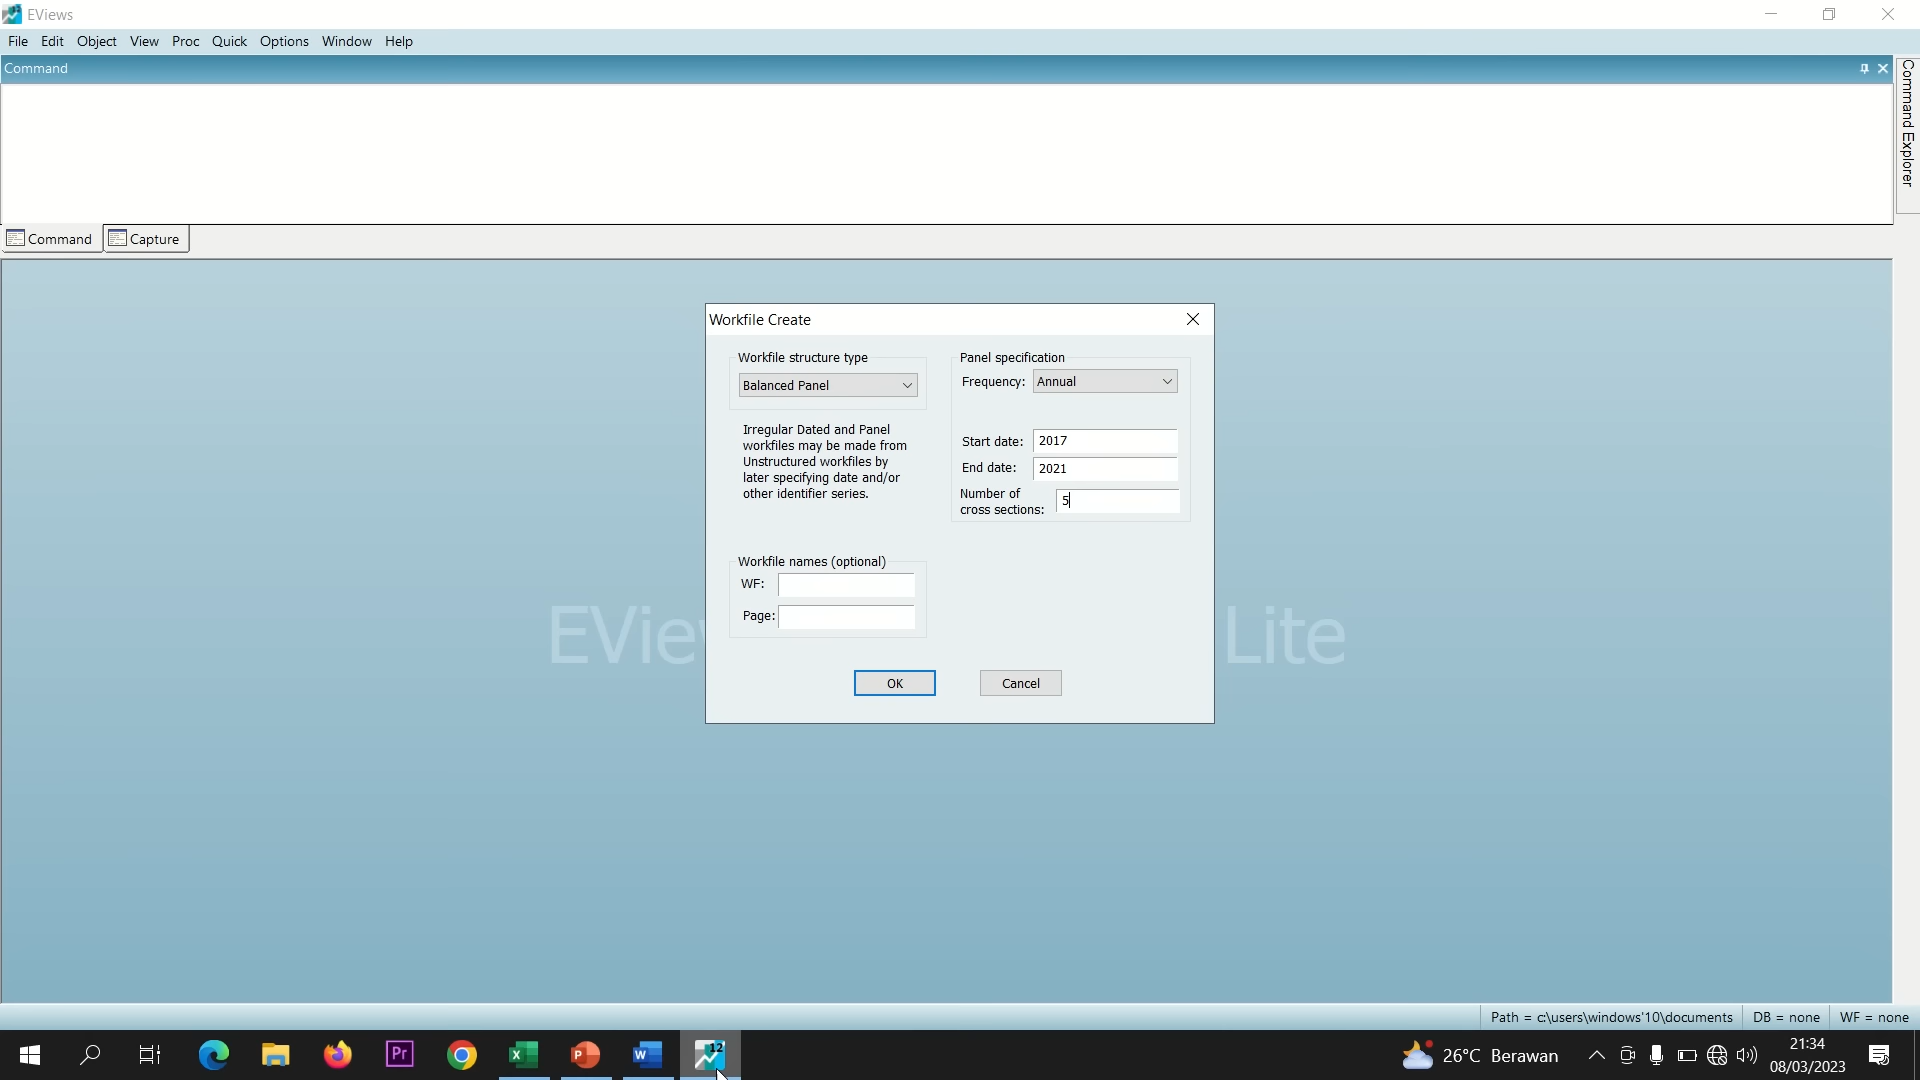 EViews
File Edit Object View Proc Quick Options Window Help
Command
Command Explorer
Command Capture
Workfile Create
Workfile structure type
Balanced Panel
Irregular Dated and Panel
workfiles may be made from
Unstructured workfiles by
later specifying date and/or
other identifier series.
Panel specification
Frequency: Annual
Start date: 2017
End date: 2021
Number of
cross sections: 5
Workfile names (optional)
WF:
Page:
OK Cancel
EVie Lite
Path = c:\users\windows'10\documents DB = none WF = none
Pr
12
26°C Berawan
21:34
08/03/2023